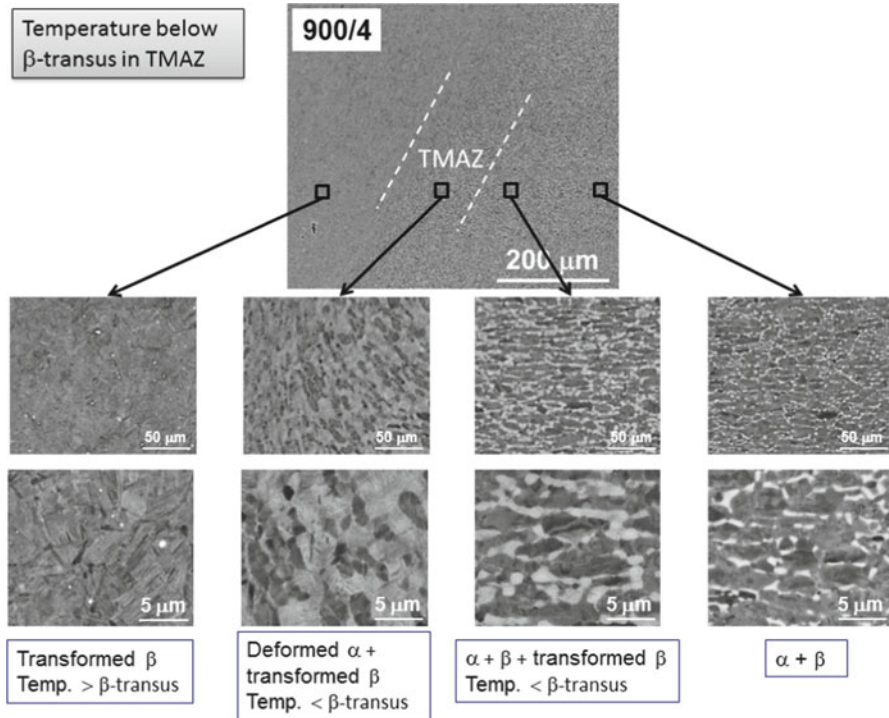 Temperature below
β-transus in TMAZ
900/4
TMAZ
200 μm
50 μm
50 μm
50 μm
50 μm
5 μm
5 μm
5 μm
5 μm
Transformed β
Temp. > β-transus
Deformed α +
transformed
β
Temp. < β-transus
α + β + transformed β
Temp. < β-transus
α + β